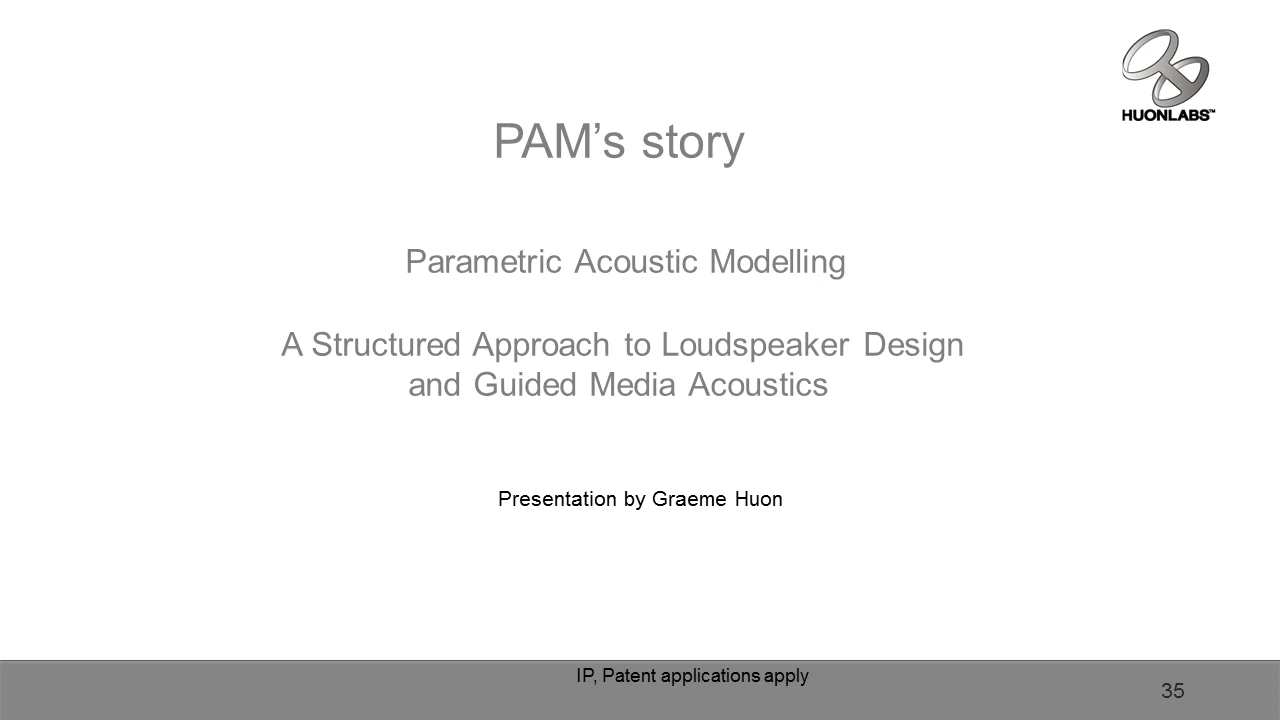 HUONLABS™
PAM's story
Parametric Acoustic Modelling
A Structured Approach to Loudspeaker Design
and Guided Media Acoustics
Presentation by Graeme Huon
IP, Patent applications apply
35